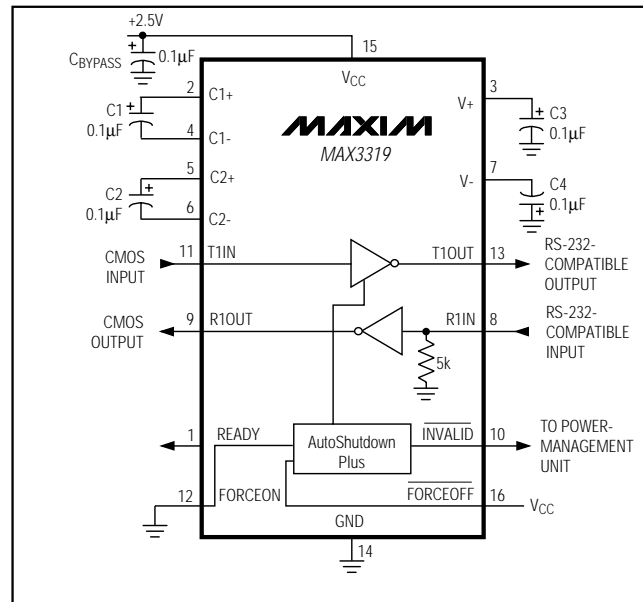 +2.5V
CBYPASS
0.1µF
15
VCC
2
C1+
C1
0.1µF
4
C1-
5
C2+
C2
0.1µF
6
C2-
MAXIM
MAX3319
3
V+
C3
0.1µF
7
V-
C4
0.1µF
CMOS
INPUT
11
T1IN
T1OUT
13
RS-232-
COMPATIBLE
OUTPUT
CMOS
OUTPUT
9
R1OUT
R1IN
8
RS-232-
COMPATIBLE
INPUT
5k
1
READY
AutoShutdown
Plus
INVALID
10
TO POWER-
MANAGEMENT
UNIT
12
FORCEON
FORCEOFF
16
VCC
GND
14